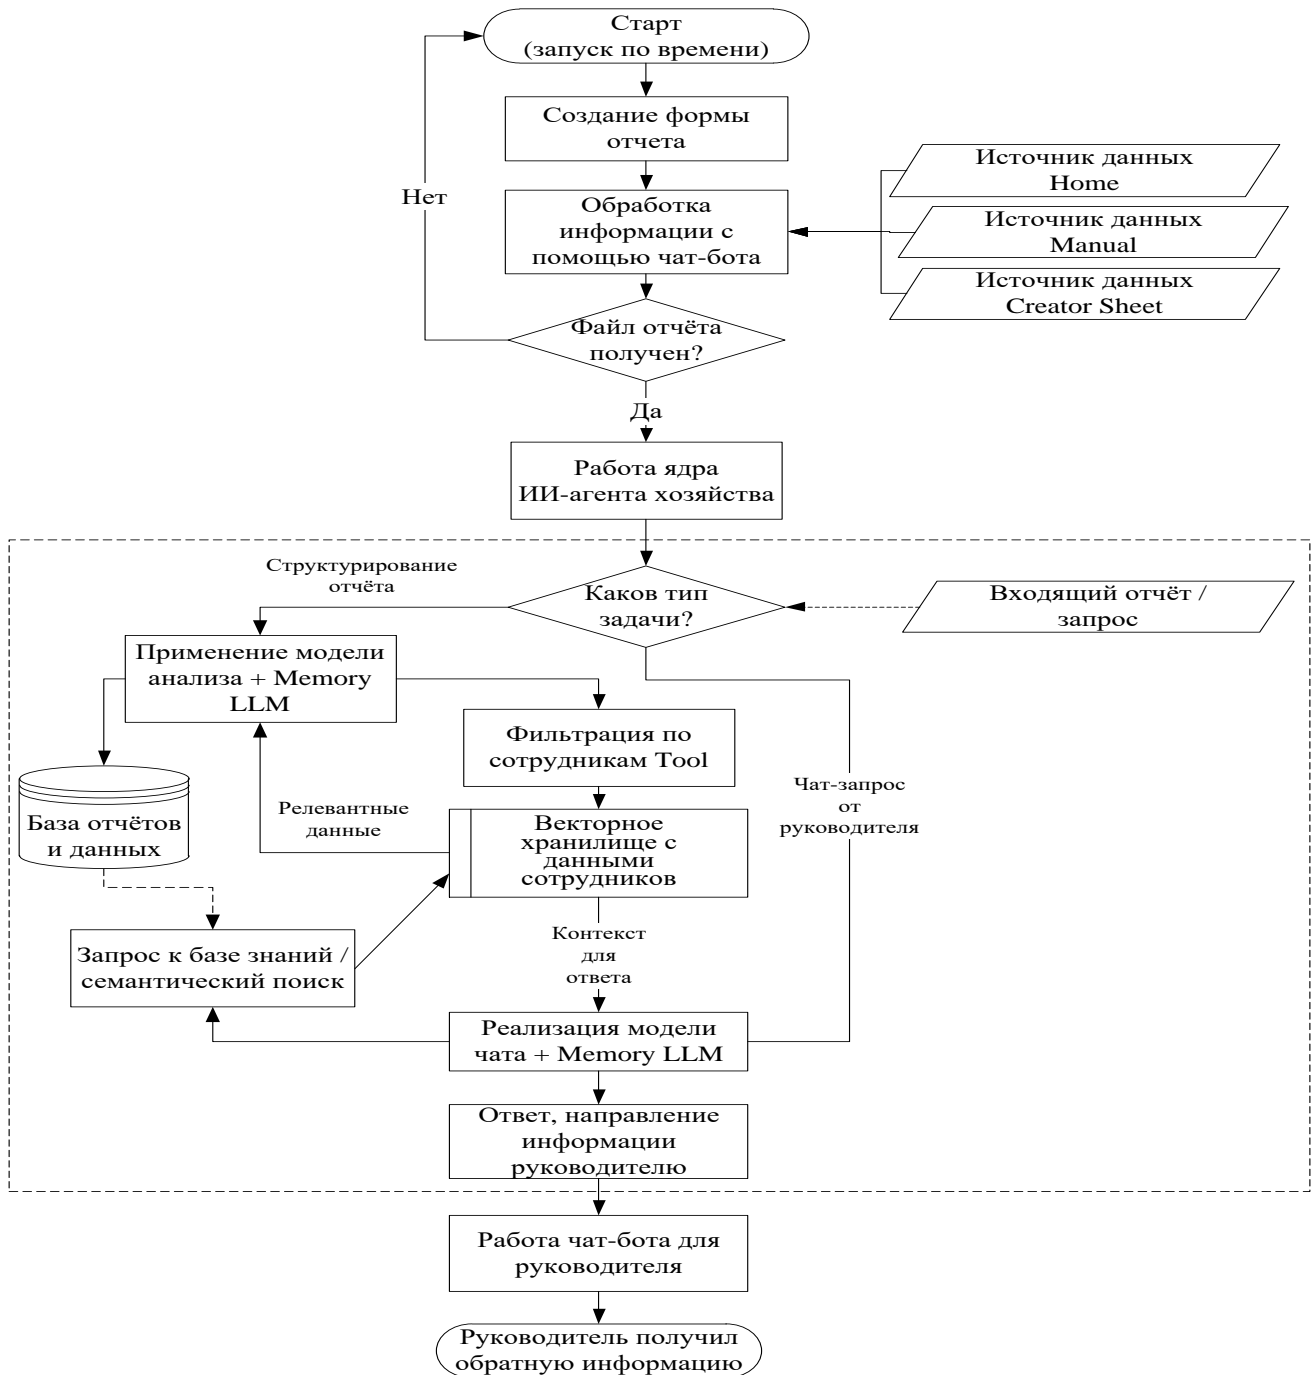 Старт
(запуск по времени)
Создание формы
отчета
Источник данных
Home
Нет
Обработка
информации с
помощью чат-бота
Источник данных
Manual
Источник данных
Creator Sheet
Файл отчёта
получен?
Да
Работа ядра
ИИ-агента хозяйства
Структурирование
отчёта
Каков тип
задачи?
Входящий отчёт /
запрос
Применение модели
анализа + Memory
LLM
Фильтрация по
сотрудникам Tool
Чат-запрос
от
руководителя
База отчётов
и данных
Релевантные
данные
Векторное
хранилище с
данными
сотрудников
Контекст
для
ответа
Запрос к базе знаний /
семантический поиск
Реализация модели
чата + Memory LLM
Ответ, направление
информации
руководителю
Работа чат-бота для
руководителя
Руководитель получил
обратную информацию